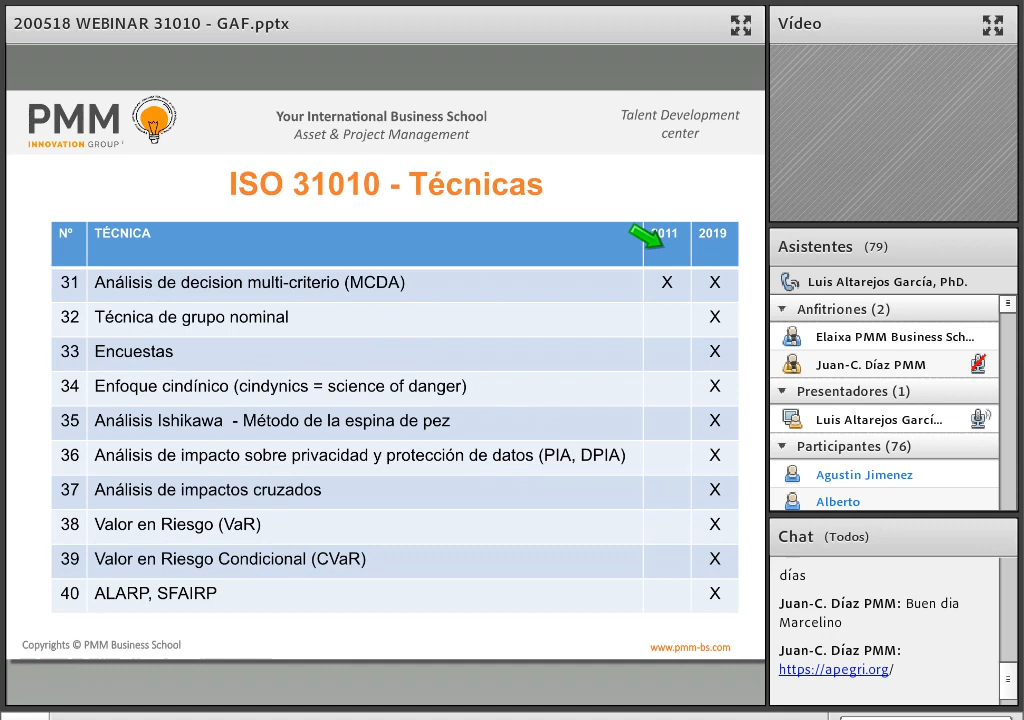 200518 WEBINAR 31010 - GAF.pptx
PMM
INNOVATION GROUP
Your International Business School
Asset & Project Management
Talent Development
center
ISO 31010 - Técnicas
Nº TÉCNICA 2019
31 Análisis de decision multi-criterio (MCDA) X X
32 Técnica de grupo nominal X
33 Encuestas X
34 Enfoque cindínico (cindynics = science of danger) X
35 Análisis Ishikawa - Método de la espina de pez X
36 Análisis de impacto sobre privacidad y protección de datos (PIA, DPIA) X
37 Análisis de impactos cruzados X
38 Valor en Riesgo (VaR) X
39 Valor en Riesgo Condicional (CVaR) X
40 ALARP, SFAIRP X
Copyrights © PMM Business School
www.pmm-bs.com
Vídeo
Asistentes (79)
Luis Altarejos García, PhD.
Anfitriones (2)
Elaixa PMM Business Sch...
Juan-C. Díaz PMM
Presentadores (1)
Luis Altarejos Garcí...
Participantes (76)
Agustin Jimenez
Alberto
Chat (Todos)
días
Juan-C. Díaz PMM: Buen dia
Marcelino
Juan-C. Díaz PMM:
https://apegri.org/